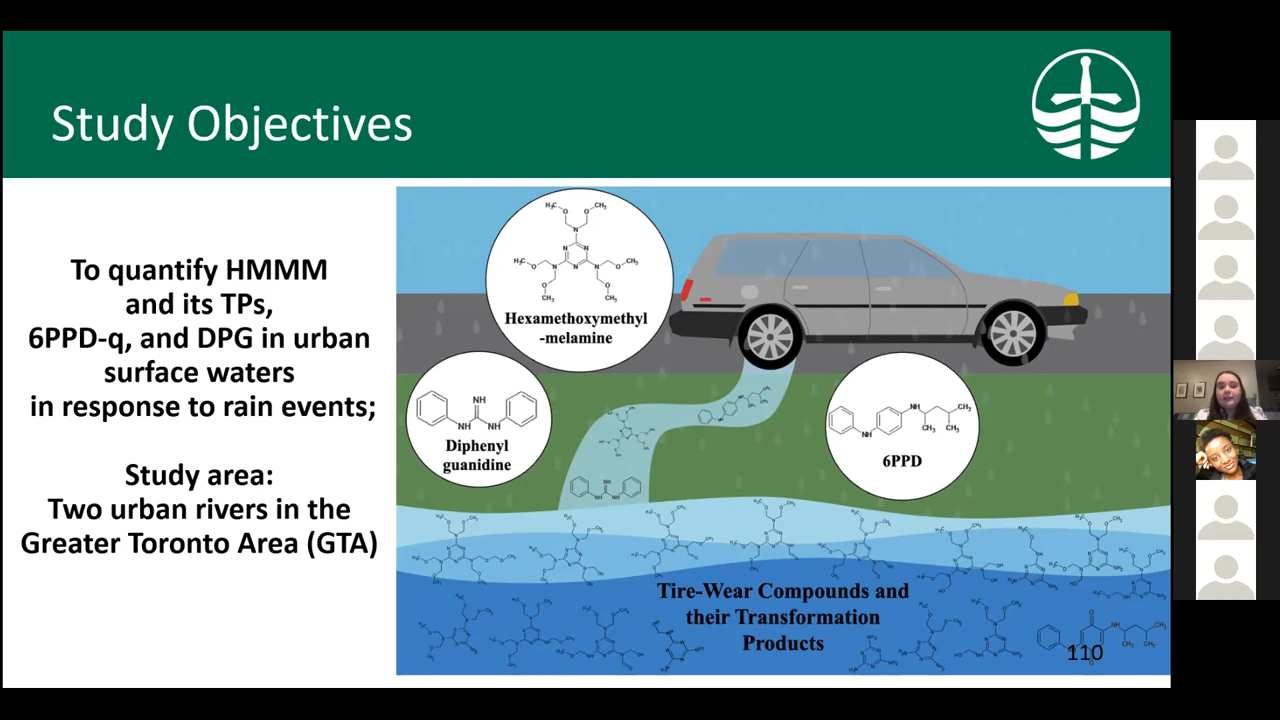 Study Objectives
To quantify HMMM
and its TPs,
6PPD-q, and DPG in urban
surface waters
in response to rain events;
Study area:
Two urban rivers in the
Greater Toronto Area (GTA)
Hexamethoxymethyl
-melamine
Diphenyl
guanidine
6PPD
Tire-Wear Compounds and
their Transformation
Products
110